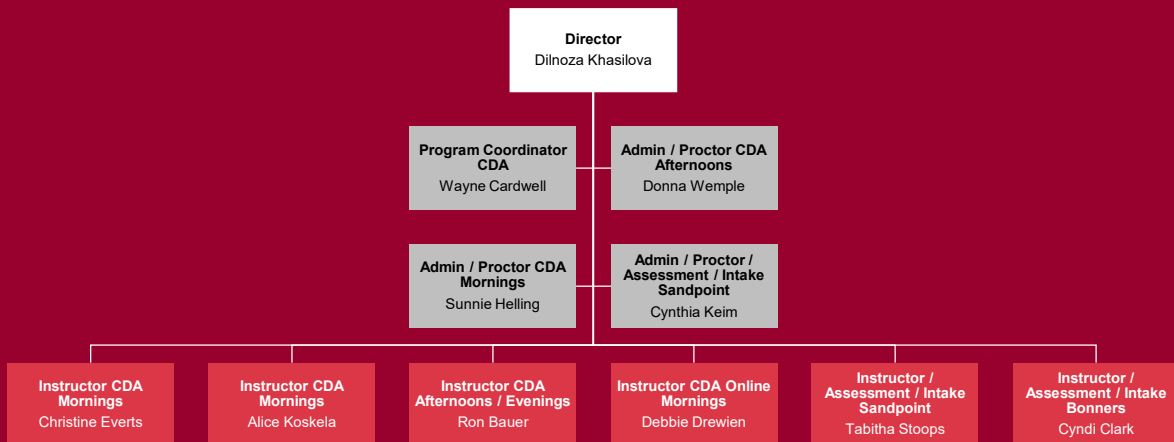 Director
Dilnoza Khasilova
Program Coordinator
CDA
Wayne Cardwell
Admin / Proctor CDA
Afternoons
Donna Wemple
Admin / Proctor CDA
Mornings
Sunnie Helling
Admin / Proctor /
Assessment / Intake
Sandpoint
Cynthia Keim
Instructor CDA
Mornings
Christine Everts
Instructor CDA
Mornings
Alice Koskela
Instructor CDA
Afternoons / Evenings
Ron Bauer
Instructor CDA Online
Mornings
Debbie Drewien
Instructor /
Assessment / Intake
Sandpoint
Tabitha Stoops
Instructor /
Assessment / Intake
Bonners
Cyndi Clark